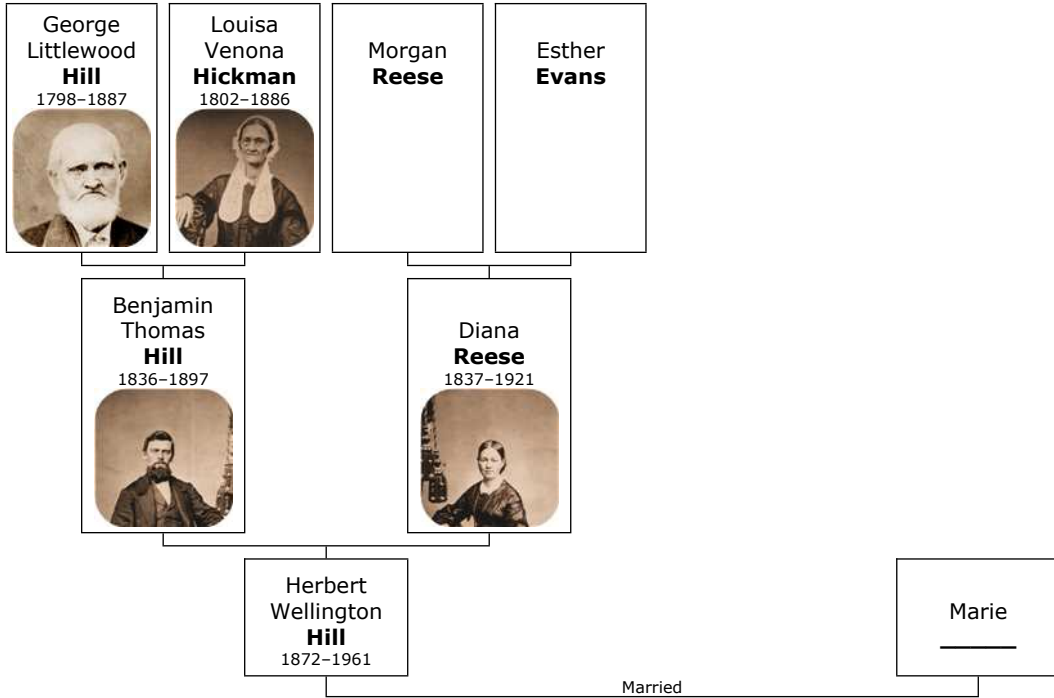 George
Littlewood
Hill
1798–1887
Louisa
Venona
Hickman
1802–1886
Morgan
Reese
Esther
Evans
Benjamin
Thomas
Hill
1836–1897
Diana
Reese
1837–1921
Herbert
Wellington
Hill
1872–1961
Marie
_____
Married